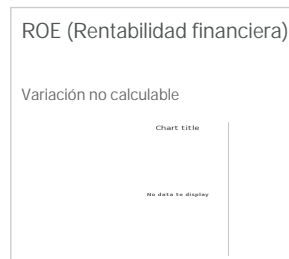 ROE (Rentabilidad financiera)
Variación no calculable
Chart title
No data to display